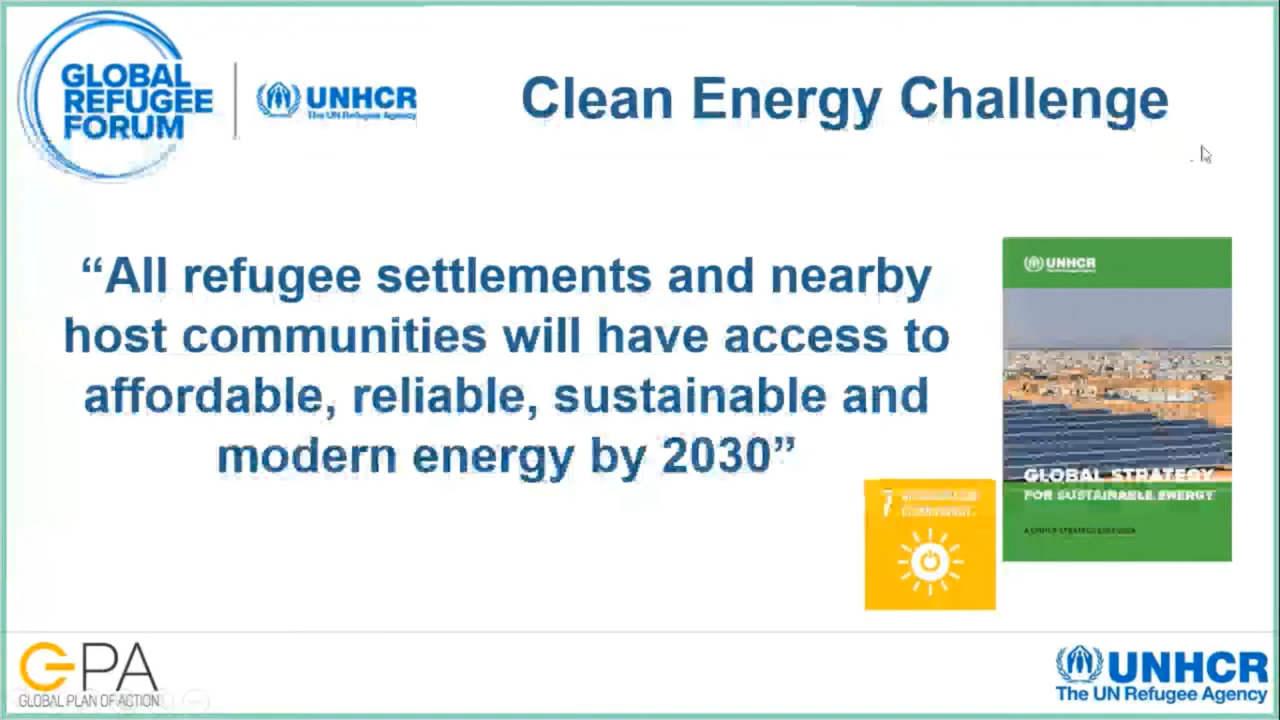 GLOBAL
REFUGEE
FORUM
UNHCR
The UN Refugee Agency
Clean Energy Challenge
“All refugee settlements and nearby
host communities will have access to
affordable, reliable, sustainable and
modern energy by 2030”
UNHCR
GLOBAL STRATEGY
FOR SUSTAINABLE ENERGY
7
GPA
GLOBAL PLAN OF ACTION
UNHCR
The UN Refugee Agency